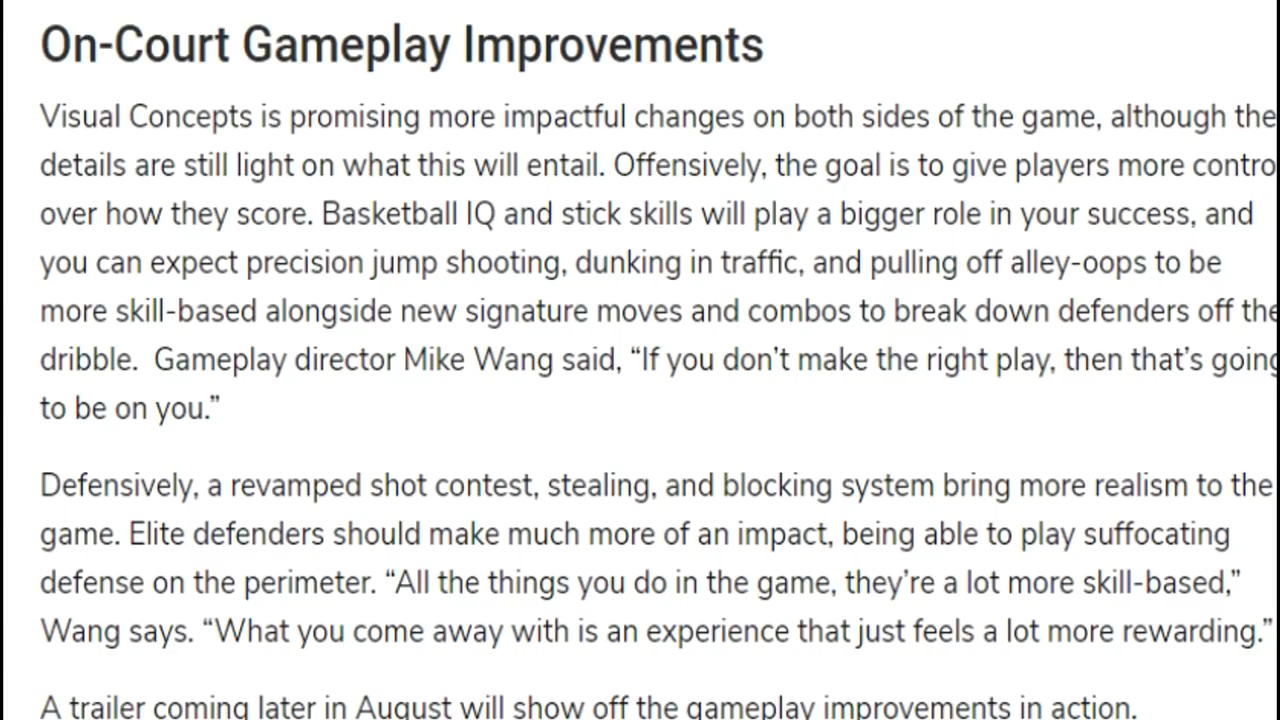 On-Court Gameplay Improvements
Visual Concepts is promising more impactful changes on both sides of the game, although the
details are still light on what this will entail. Offensively, the goal is to give players more contro
over how they score. Basketball IQ and stick skills will play a bigger role in your success, and
you can expect precision jump shooting, dunking in traffic, and pulling off alley-oops to be
more skill-based alongside new signature moves and combos to break down defenders off the
dribble.  Gameplay director Mike Wang said, “If you don’t make the right play, then that’s going
to be on you.”
Defensively, a revamped shot contest, stealing, and blocking system bring more realism to the
game. Elite defenders should make much more of an impact, being able to play suffocating
defense on the perimeter. “All the things you do in the game, they’re a lot more skill-based,”
Wang says. “What you come away with is an experience that just feels a lot more rewarding.”
A trailer coming later in August will show off the gameplay improvements in action.